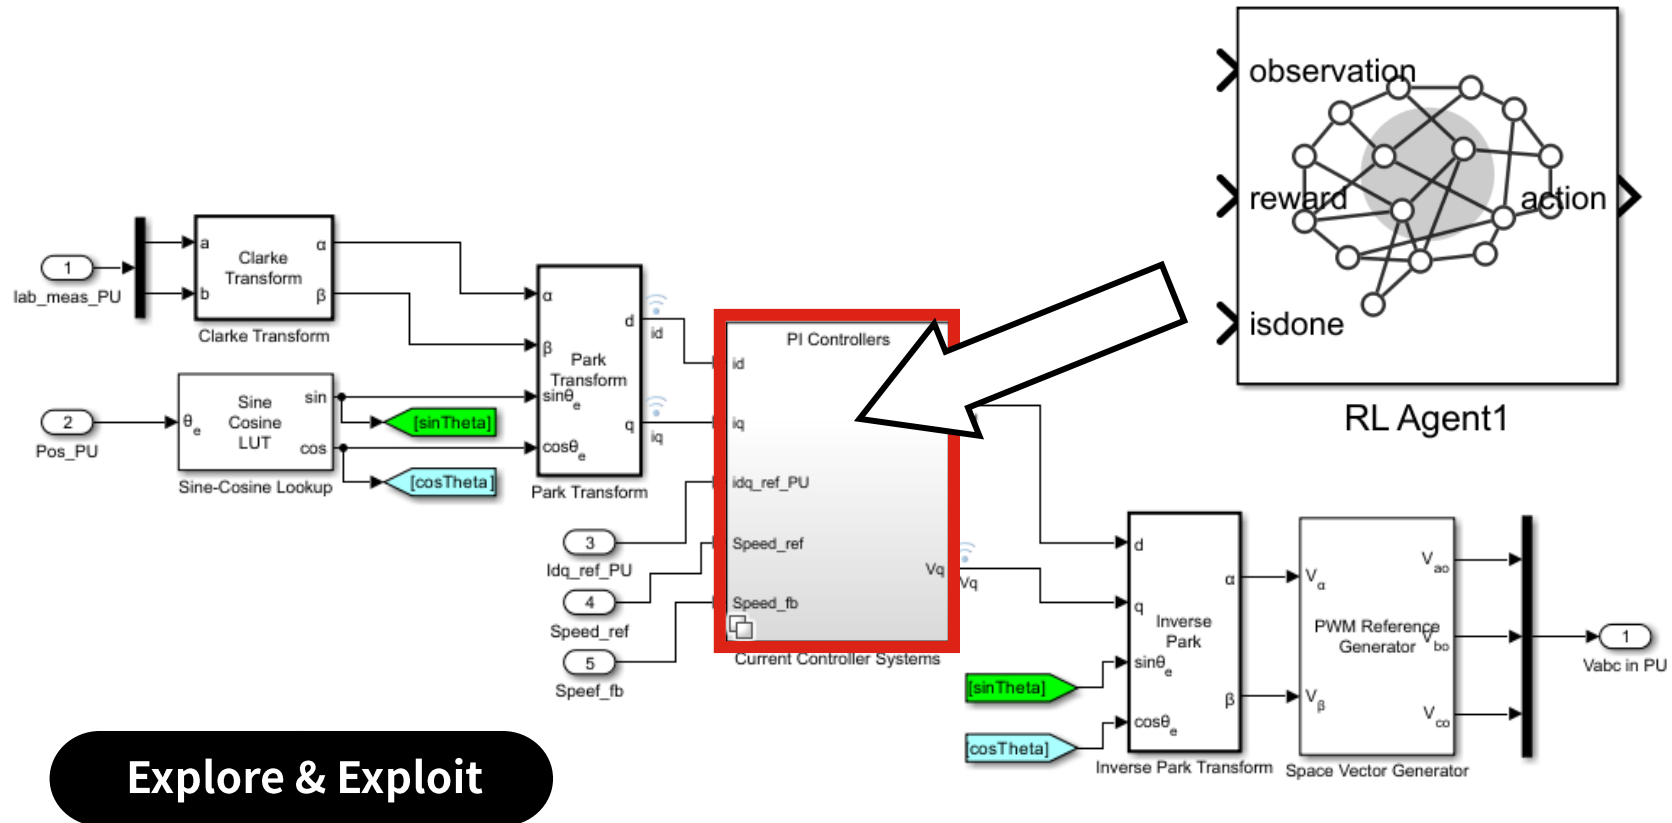 observation
reward
action
isdone
RL Agent1
1
Iab_meas_PU
a
b
Clarke
Transform
α
β
Clarke Transform
2
Pos_PU
θe
Sine
Cosine
LUT
sin
cos
Sine-Cosine Lookup
[sinTheta]
[cosTheta]
α
β
sinθe
cosθe
Park
Transform
d
q
Park Transform
id
iq
3
Idq_ref_PU
4
Speed_ref
5
Speef_fb
PI Controllers
id
iq
idq_ref_PU
Speed_ref
Speed_fb
Vq
Current Controller Systems
Vq
[sinTheta]
[cosTheta]
d
q
sinθe
cosθe
Inverse
Park
α
β
Inverse Park Transform
Vα
Vβ
PWM Reference
Generator
Vao
Vbo
Vco
Space Vector Generator
1
Vabc in PU
Explore & Exploit